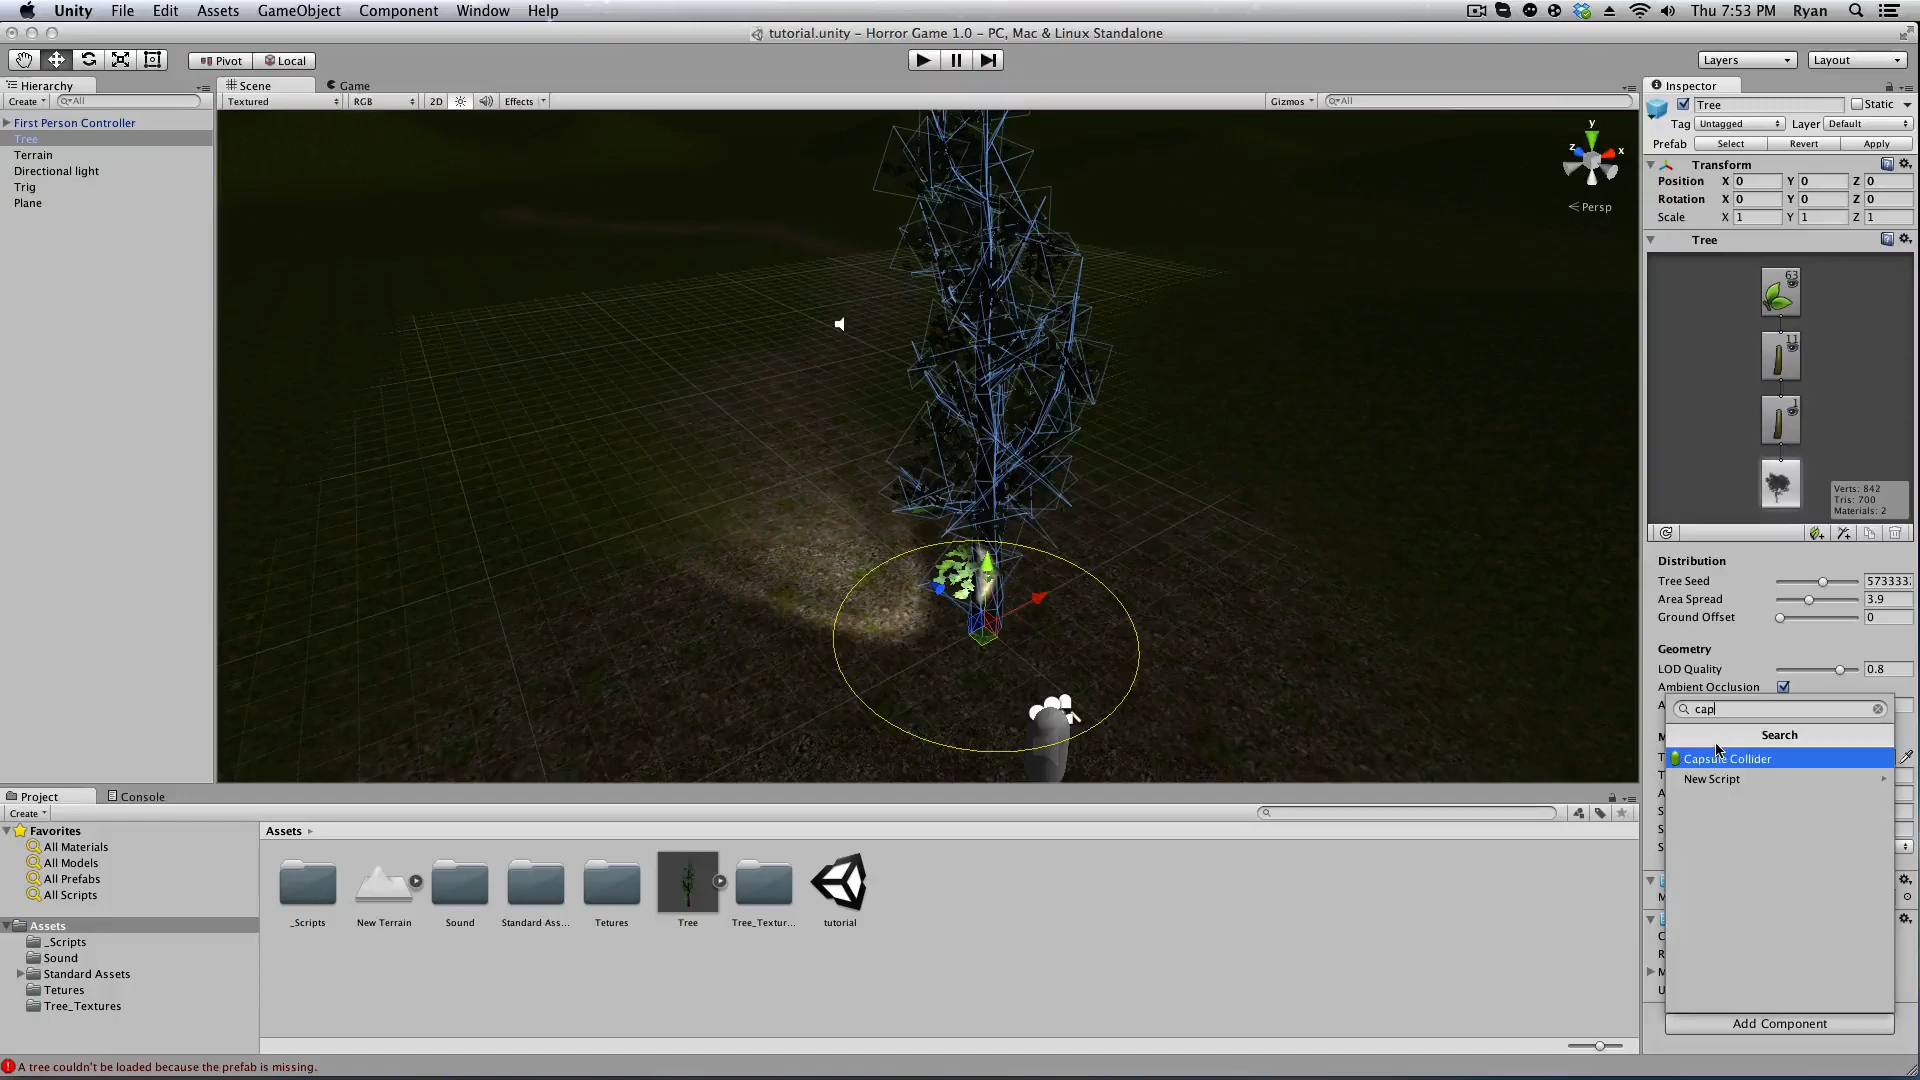 Unity File Edit Assets GameObject Component Window Help Thu 7:53 PM Ryan
tutorial.unity – Horror Game 1.0 – PC, Mac & Linux Standalone
Pivot Local Layers Layout
Hierarchy
Create All
First Person Controller
Tree
Terrain
Directional light
Trig
Plane
Scene Game
Textured RGB 2D Effects Gizmos All
y
z x
Persp
Inspector
Tree Static
Tag Untagged Layer Default
Prefab Select Revert Apply
Transform
Position X 0 Y 0 Z 0
Rotation X 0 Y 0 Z 0
Scale X 1 Y 1 Z 1
Tree
63
11
1
Verts: 842
Tris: 700
Materials: 2
Distribution
Tree Seed 573333
Area Spread 3.9
Ground Offset 0
Geometry
LOD Quality 0.8
Ambient Occlusion
A
cap
Search
M
Capsule Collider
T
New Script
T
A
S
S
S
M
C
R
M
U
Add Component
Project Console
Create
Favorites
All Materials
All Models
All Prefabs
All Scripts
Assets
_Scripts
Sound
Standard Assets
Tetures
Tree_Textures
Assets
_Scripts New Terrain Sound Standard Ass... Tetures Tree Tree_Textur... tutorial
A tree couldn't be loaded because the prefab is missing.